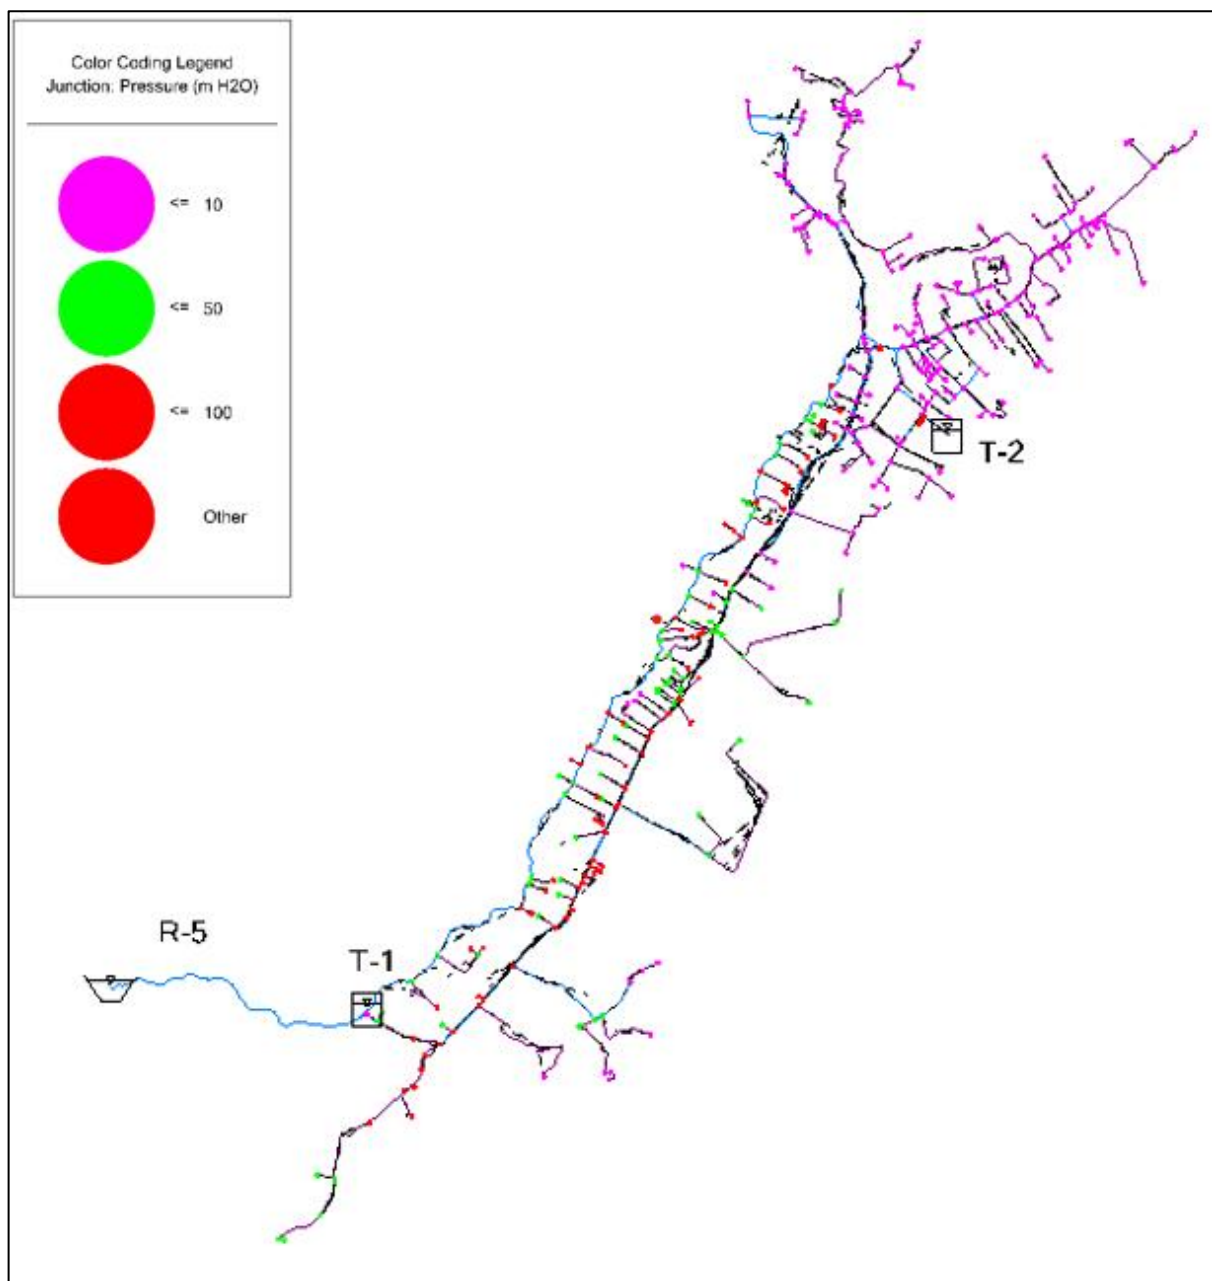 Color Coding Legend
Junction: Pressure (m H2O)
<= 10
<= 50
<= 100
Other
T-2
R-5
T-1